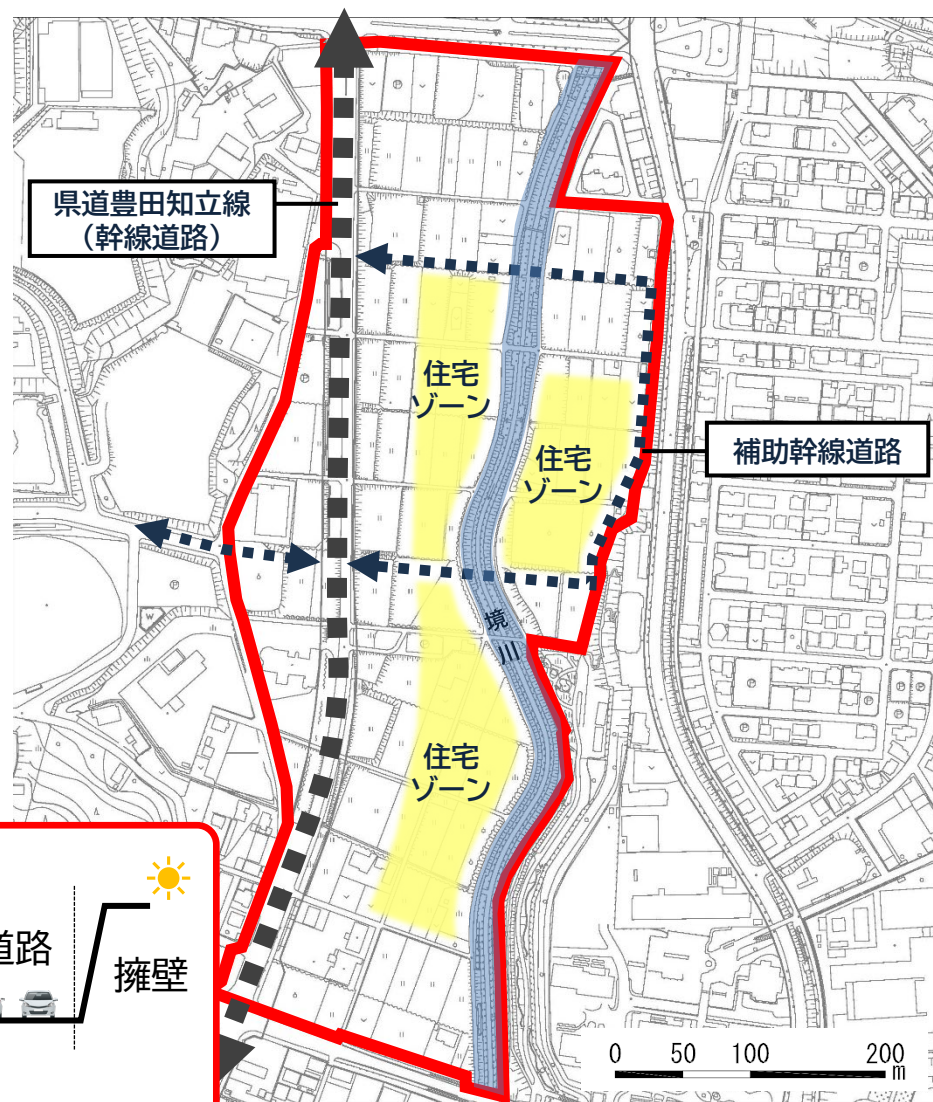 県道豊田知立線
（幹線道路）
住宅
ゾーン
住宅
ゾーン
補助幹線道路
境
川
住宅
ゾーン
道路
擁壁
0 50 100 200
m